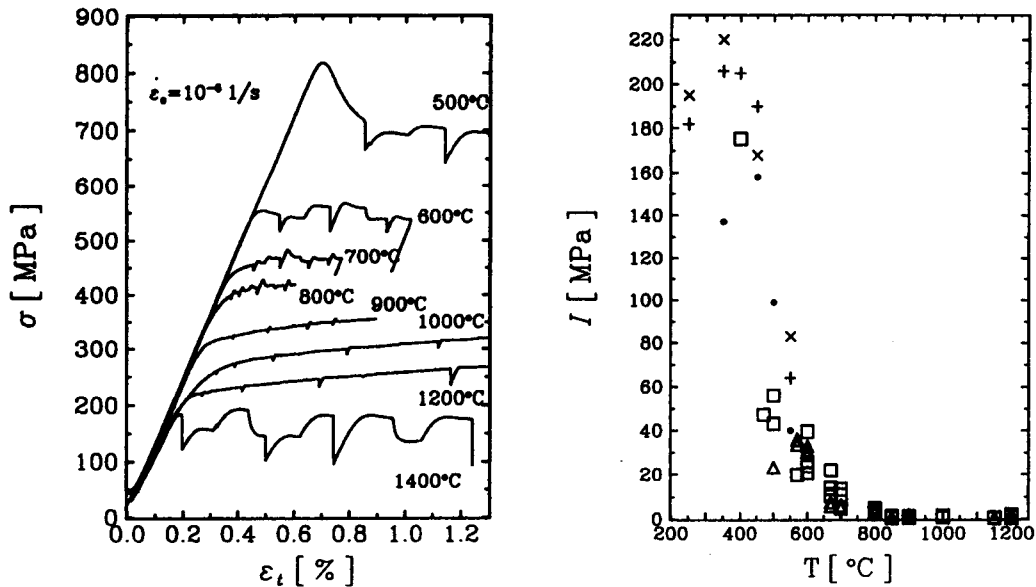 900
800
700
600
500
400
300
200
100
0
σ [ MPa ]
ε̇ₒ=10⁻⁶ 1/s
500°C
600°C
700°C
800°C
900°C
1000°C
1200°C
1400°C
0.0 0.2 0.4 0.6 0.8 1.0 1.2
εₜ [ % ]
220
200
180
160
140
120
100
80
60
40
20
0
I [ MPa ]
200 400 600 800 1000 1200
T [ °C ]